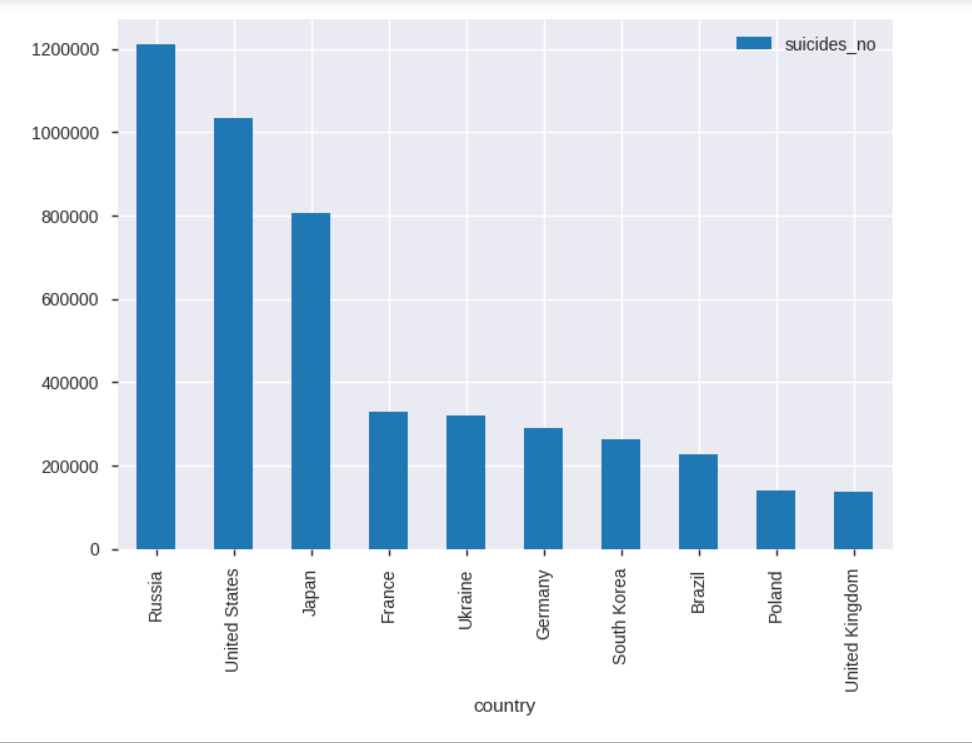 1200000
1000000
800000
600000
400000
200000
0
suicides_no
Russia
United States
Japan
France
Ukraine
Germany
South Korea
Brazil
Poland
United Kingdom
country